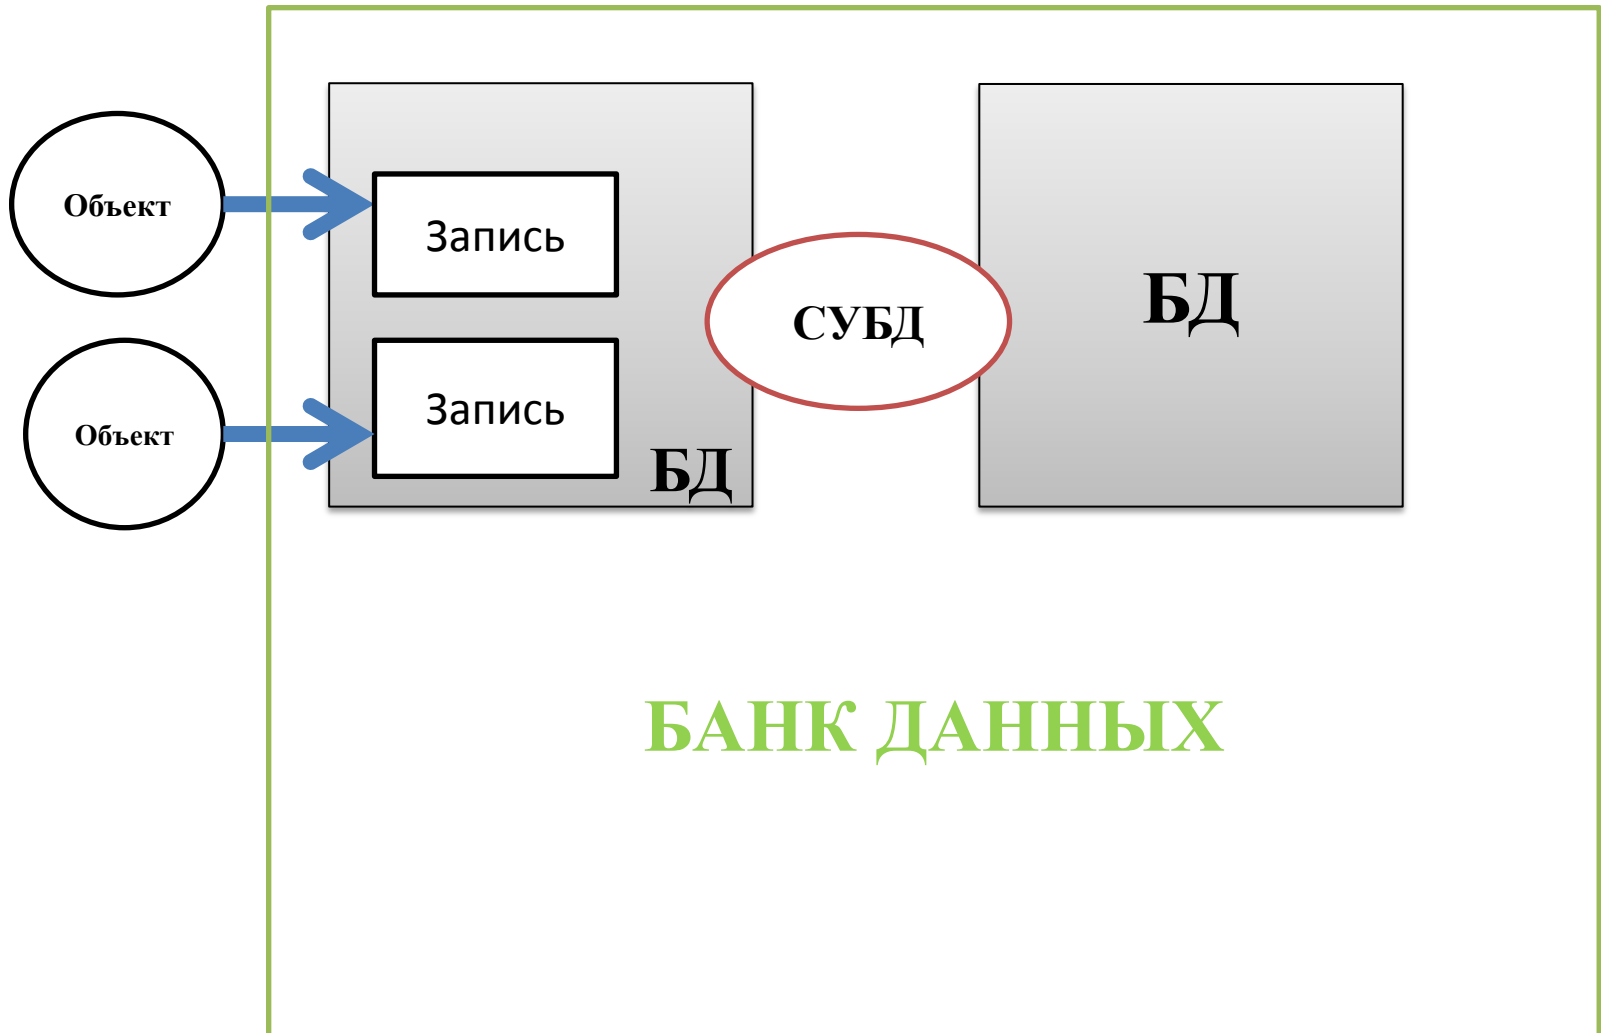 Объект
Запись
Объект
Запись
БД
СУБД
БД
БАНК ДАННЫХ